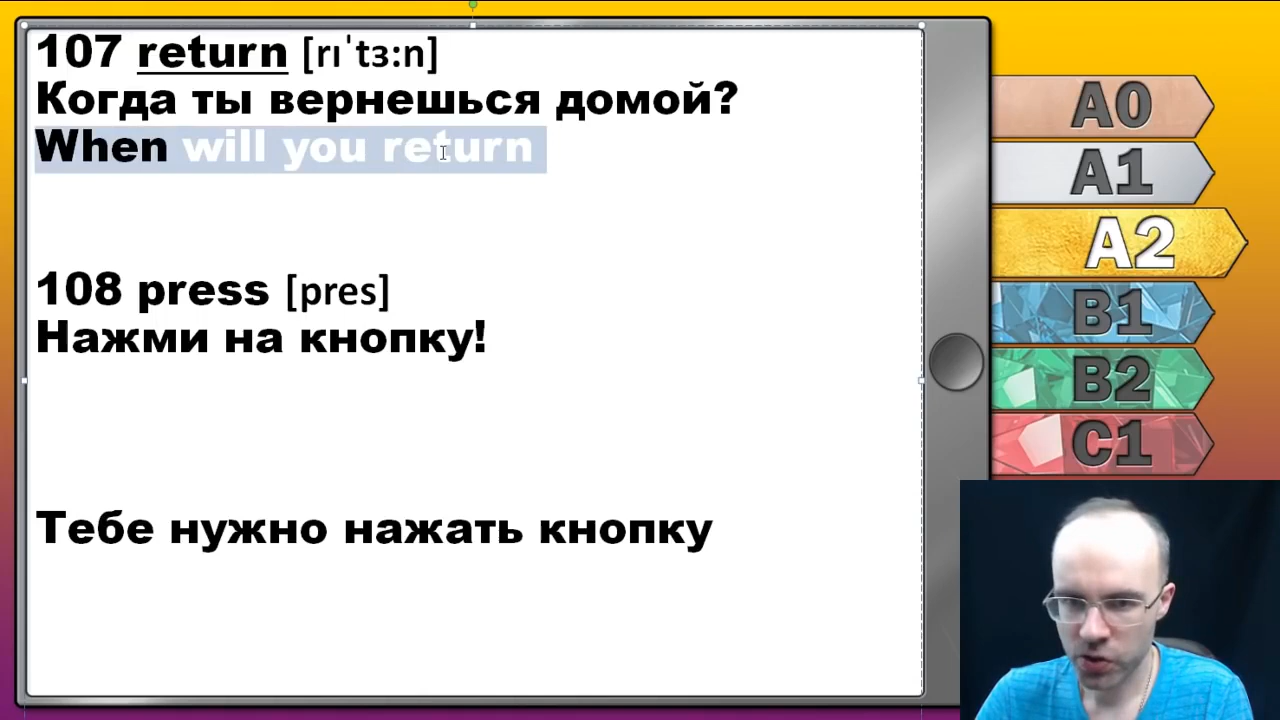 107 return [rɪˈtɜ:n]
Когда ты вернешься домой?
When will you return
108 press [pres]
Нажми на кнопку!
Тебе нужно нажать кнопку
A0
A1
A2
B1
B2
C1